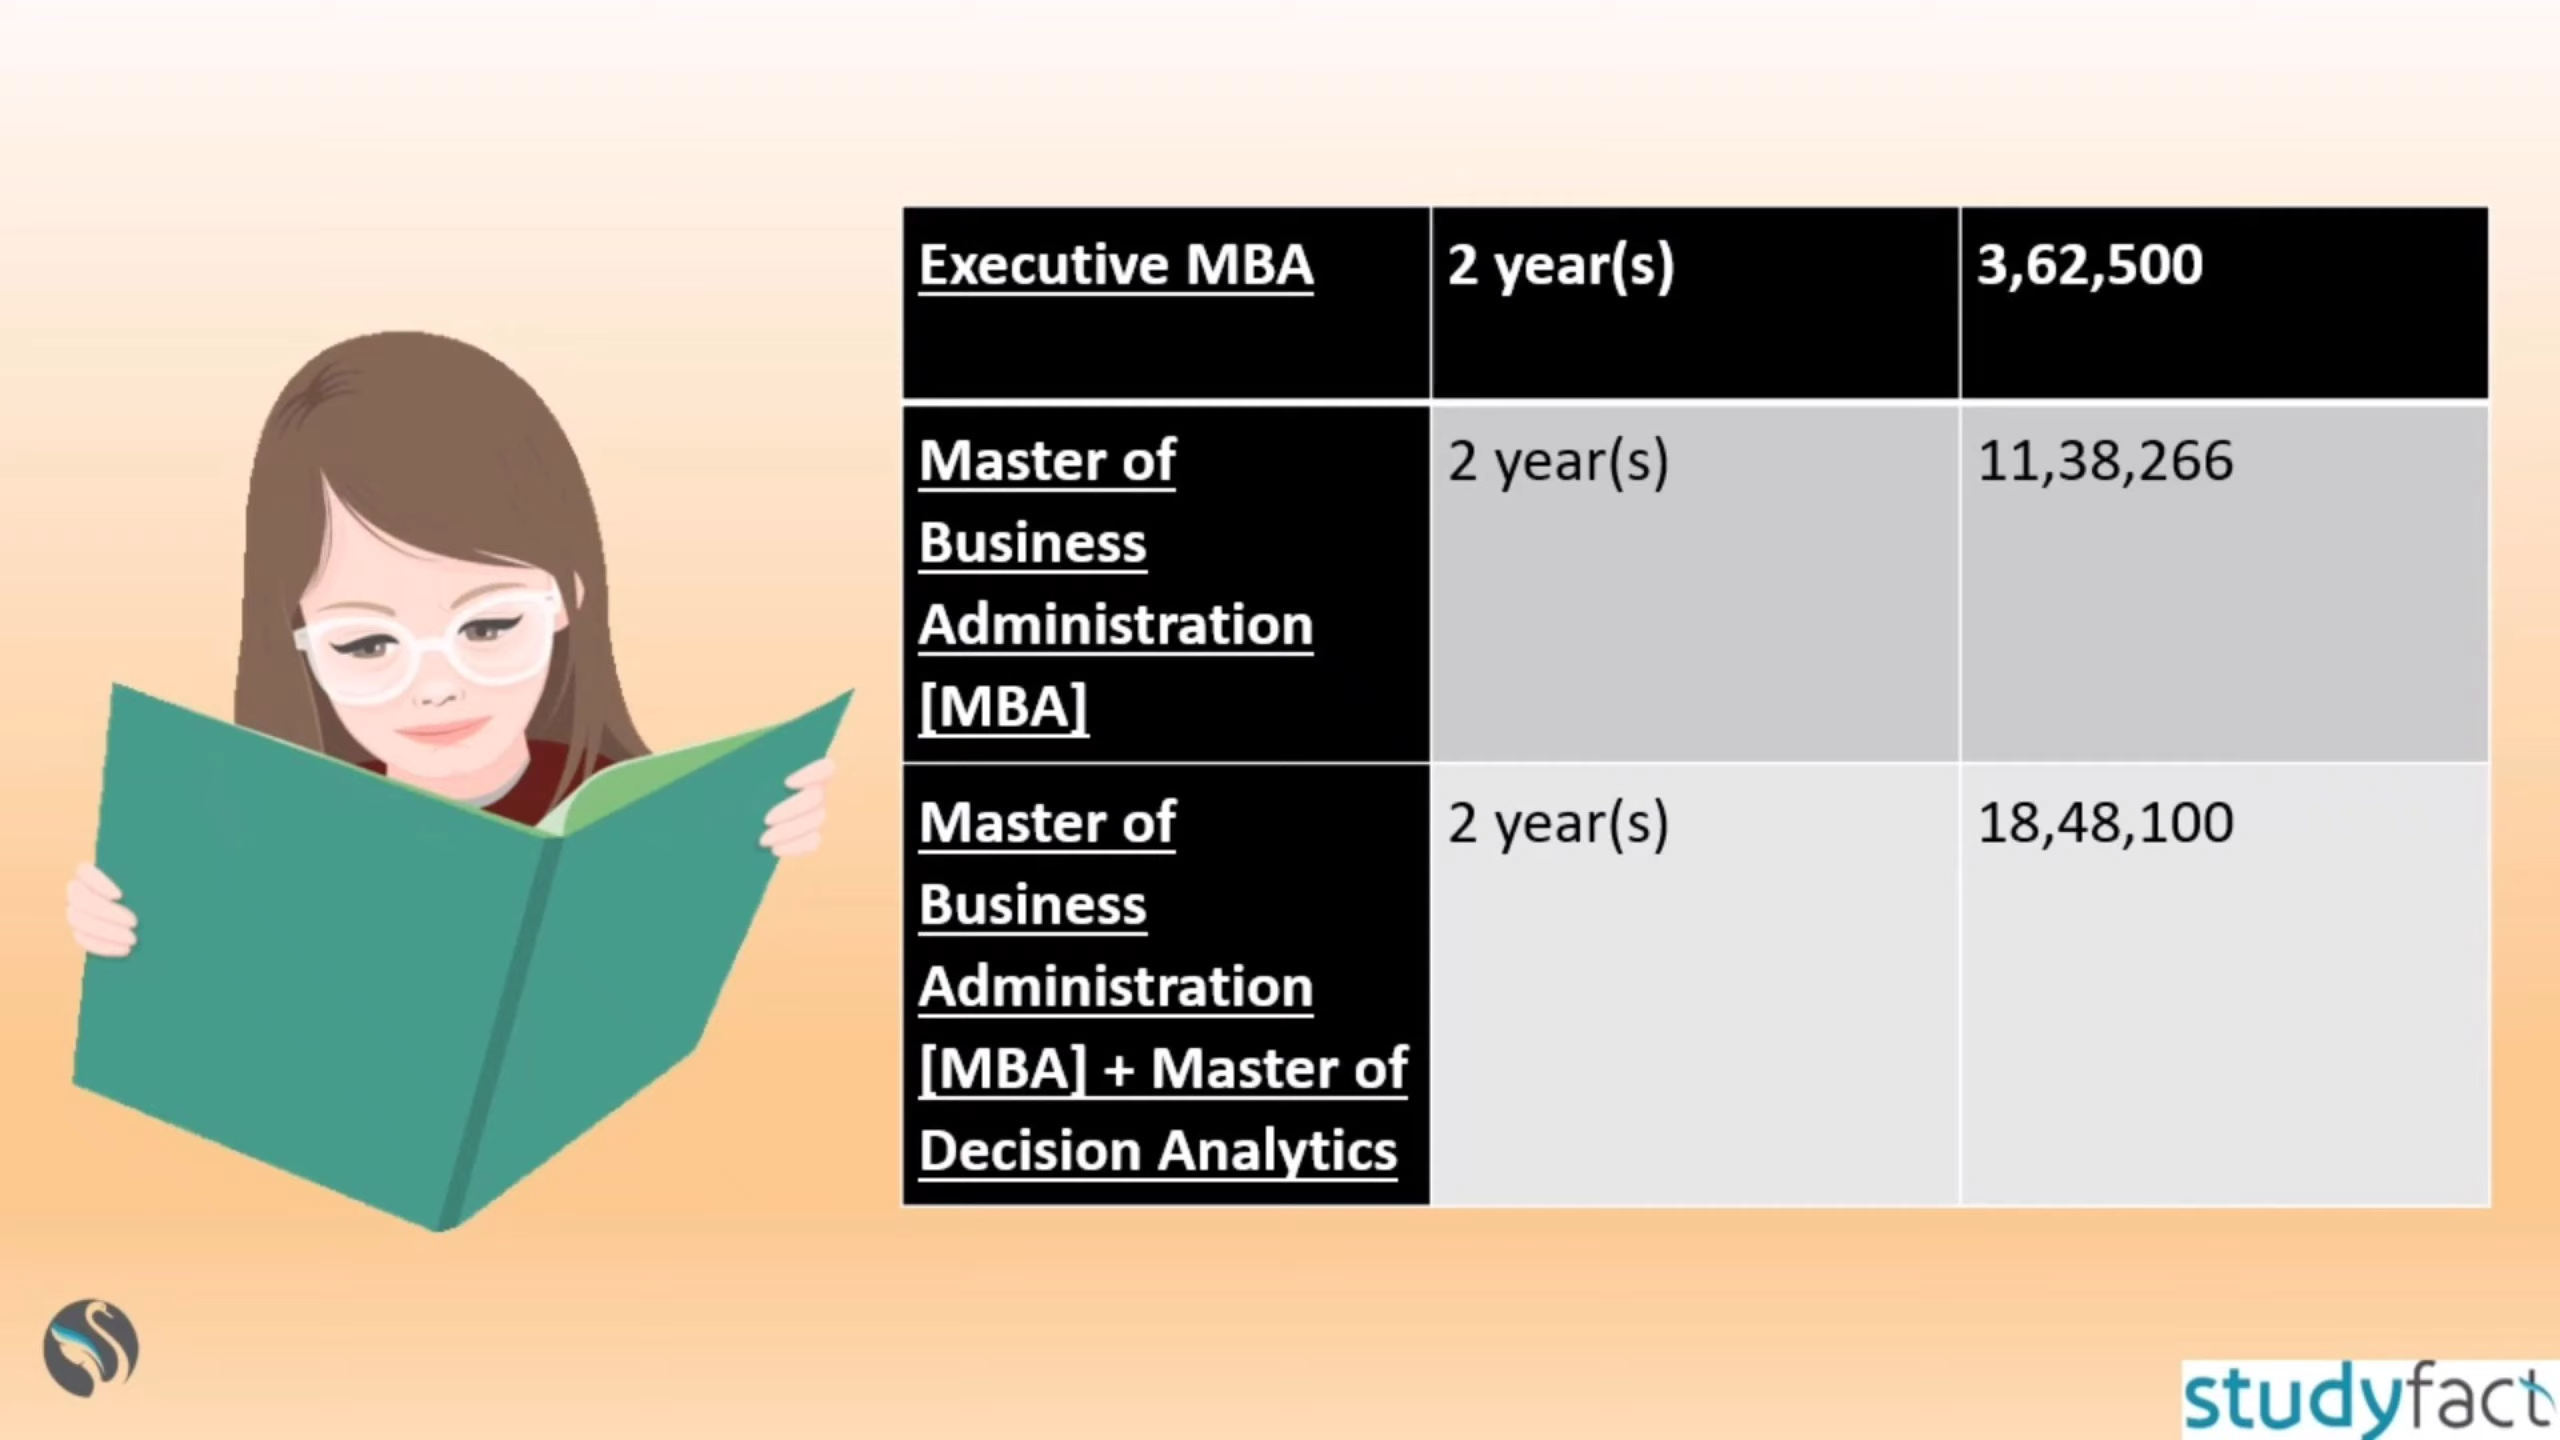 Executive MBA
2 year(s)
3,62,500
Master of
Business
Administration
[MBA]
2 year(s)
11,38,266
Master of
Business
Administration
[MBA] + Master of
Decision Analytics
2 year(s)
18,48,100
studyfact